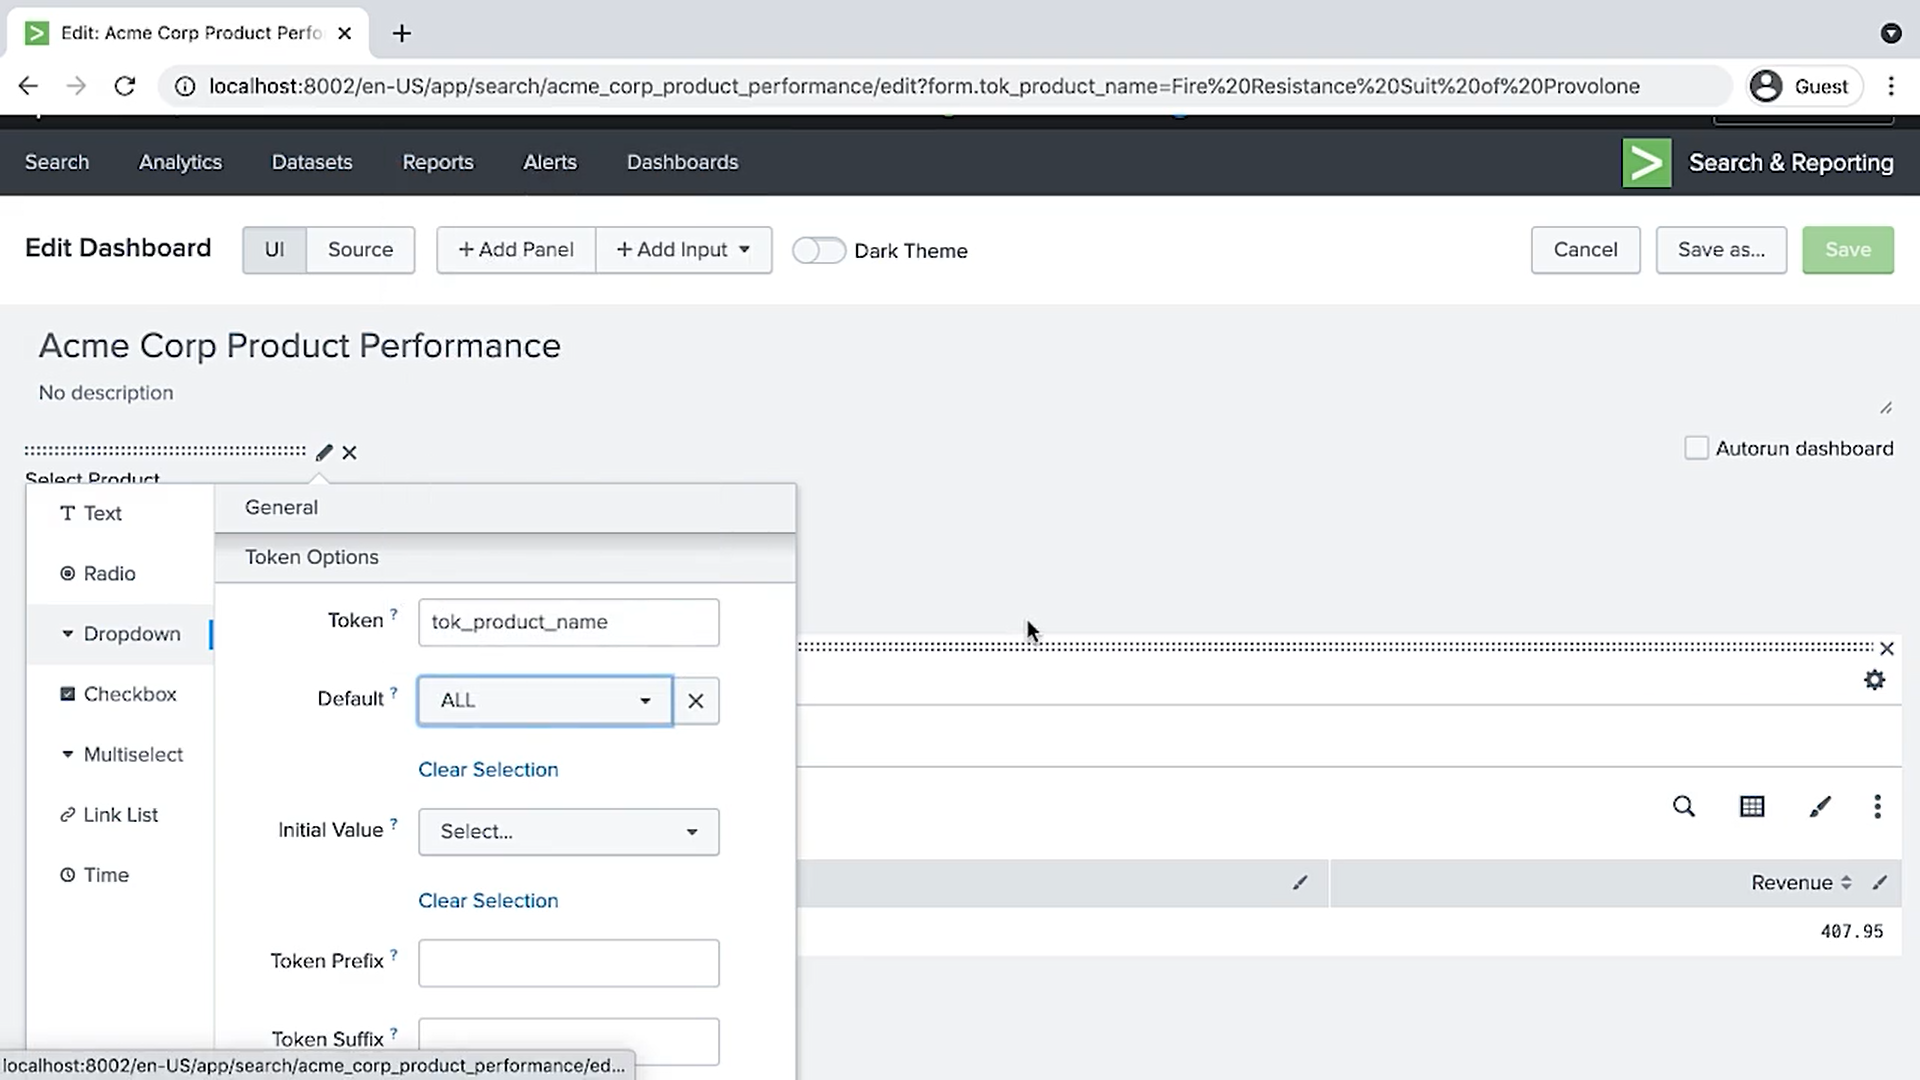 Edit: Acme Corp Product Perfo
localhost:8002/en-US/app/search/acme_corp_product_performance/edit?form.tok_product_name=Fire%20Resistance%20Suit%20of%20Provolone
Guest
Search
Analytics
Datasets
Reports
Alerts
Dashboards
Search & Reporting
Edit Dashboard
UI
Source
+ Add Panel
+ Add Input
Dark Theme
Cancel
Save as...
Save
Acme Corp Product Performance
No description
Autorun dashboard
Select Product
Text
Radio
Dropdown
Checkbox
Multiselect
Link List
Time
General
Token Options
Token ?
tok_product_name
Default ?
ALL
Clear Selection
Initial Value ?
Select...
Clear Selection
Token Prefix ?
Token Suffix ?
Revenue
407.95
localhost:8002/en-US/app/search/acme_corp_product_performance/ed...